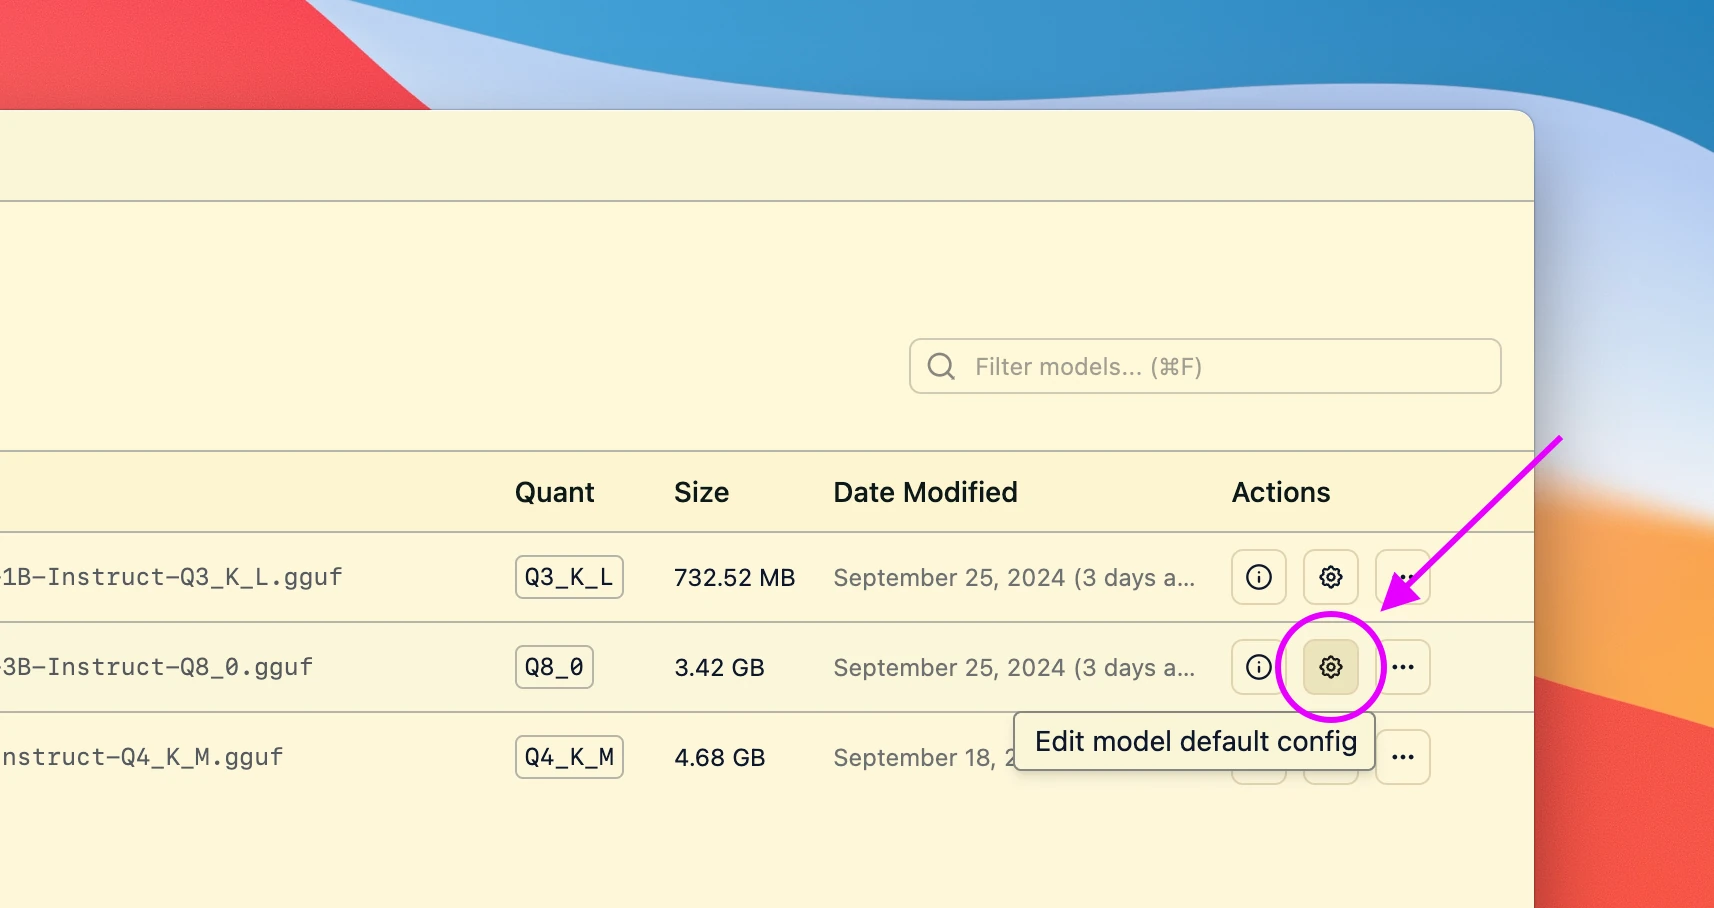 Filter models... (⌘F)
Quant Size Date Modified Actions
-1B-Instruct-Q3_K_L.gguf Q3_K_L 732.52 MB September 25, 2024 (3 days a...
-3B-Instruct-Q8_0.gguf Q8_0 3.42 GB September 25, 2024 (3 days a...
Edit model default config
nstruct-Q4_K_M.gguf Q4_K_M 4.68 GB September 18, 2